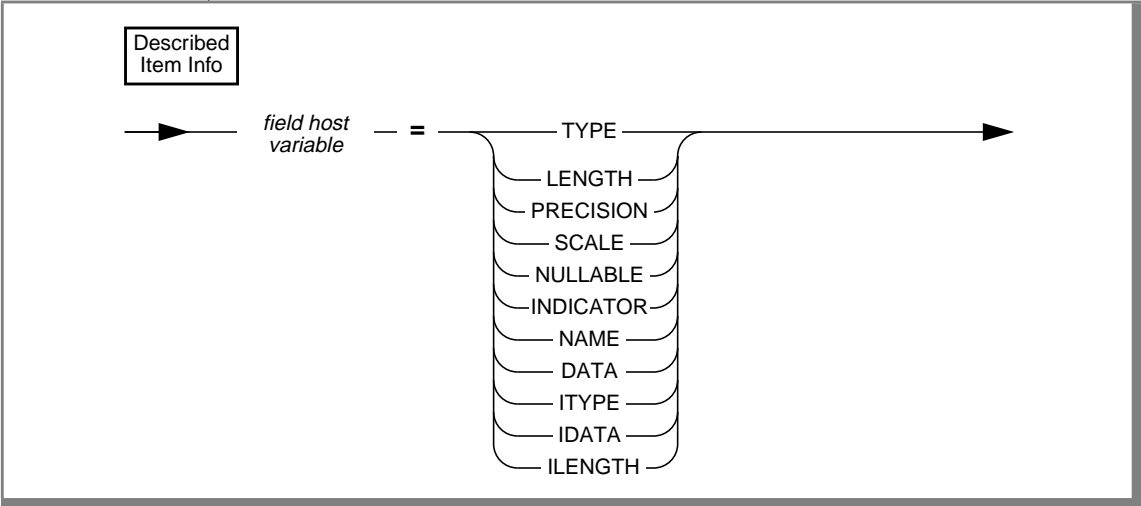 Described
Item Info
field host
variable
= TYPE
LENGTH
PRECISION
SCALE
NULLABLE
INDICATOR
NAME
DATA
ITYPE
IDATA
ILENGTH